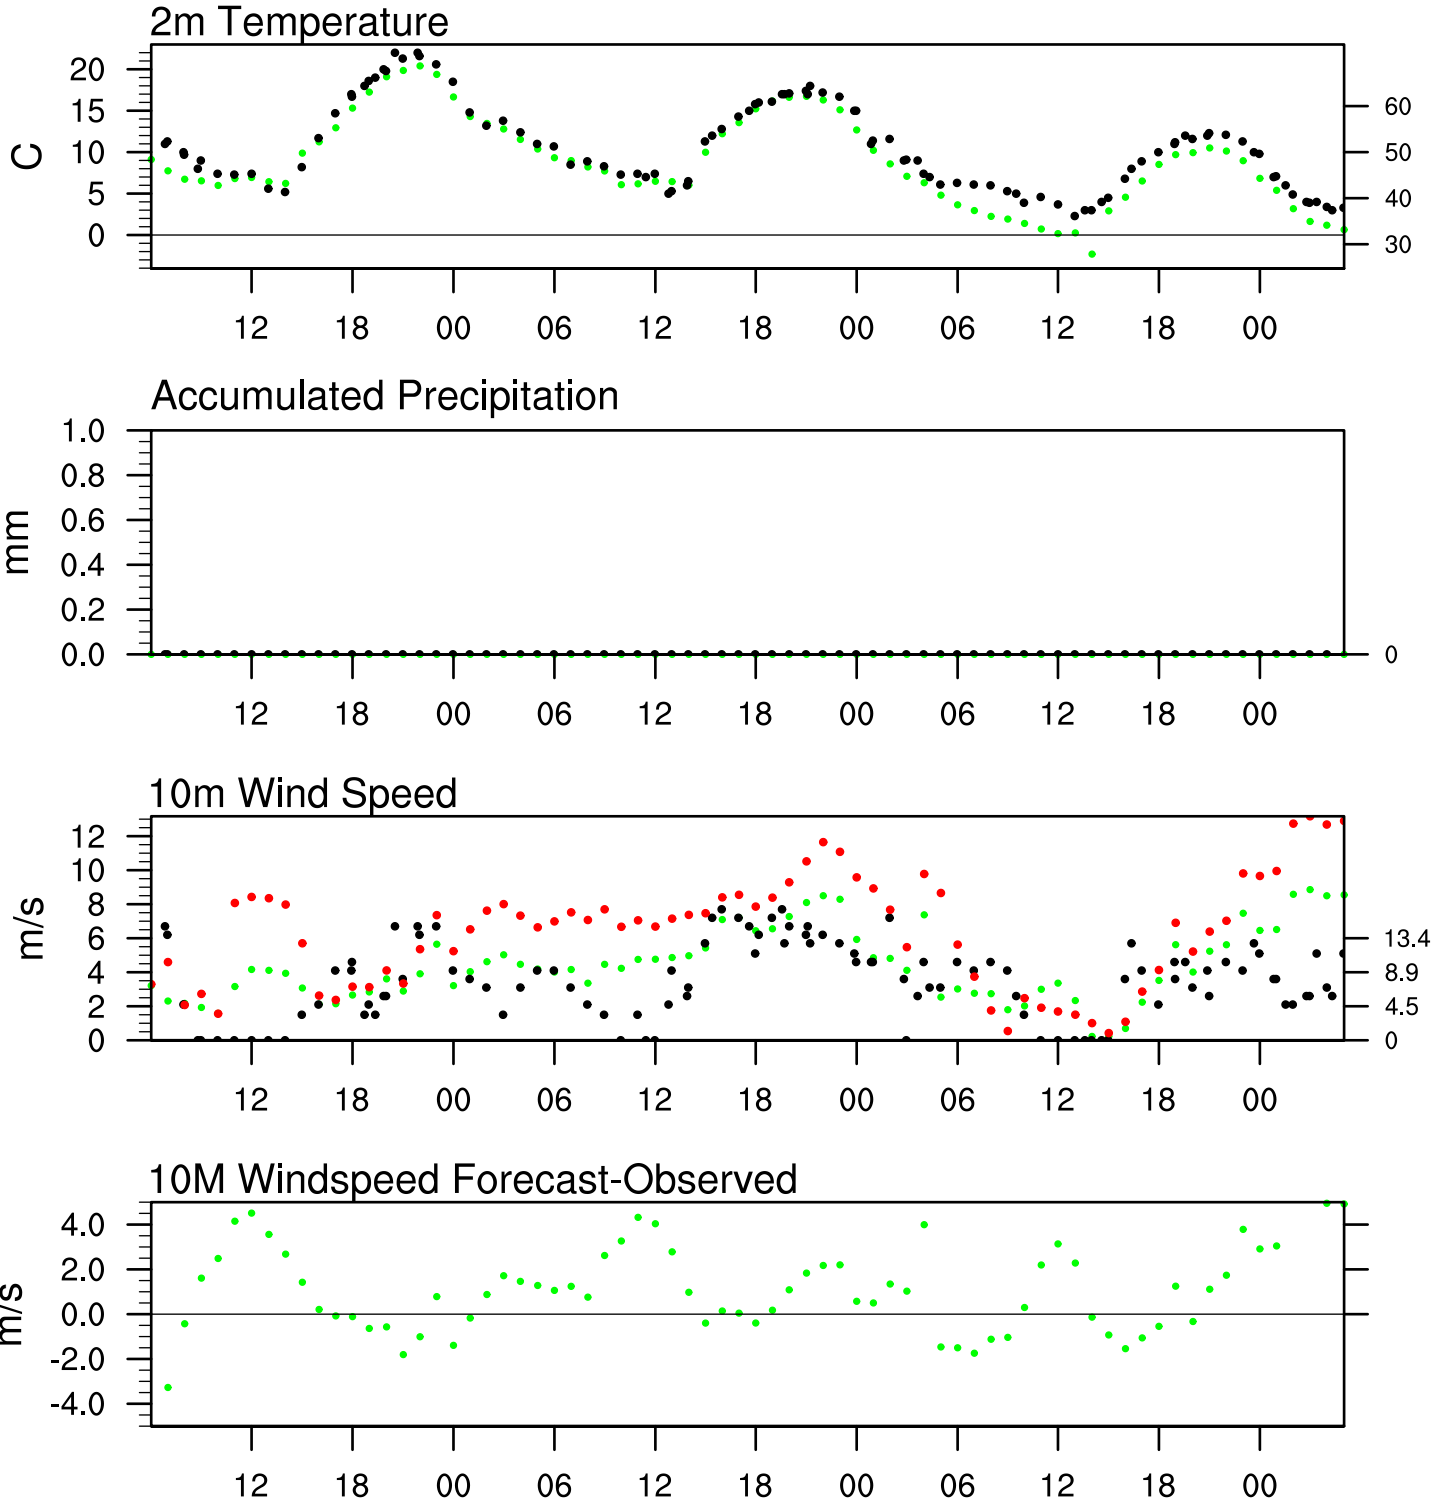 2m Temperature
C
20
15
10
5
0
60
50
40
30
12 18 00 06 12 18 00 06 12 18 00
Accumulated Precipitation
mm
1.0
0.8
0.6
0.4
0.2
0.0
0
12 18 00 06 12 18 00 06 12 18 00
10m Wind Speed
m/s
12
10
8
6
4
2
0
13.4
8.9
4.5
0
12 18 00 06 12 18 00 06 12 18 00
10M Windspeed Forecast-Observed
m/s
4.0
2.0
0.0
-2.0
-4.0
12 18 00 06 12 18 00 06 12 18 00